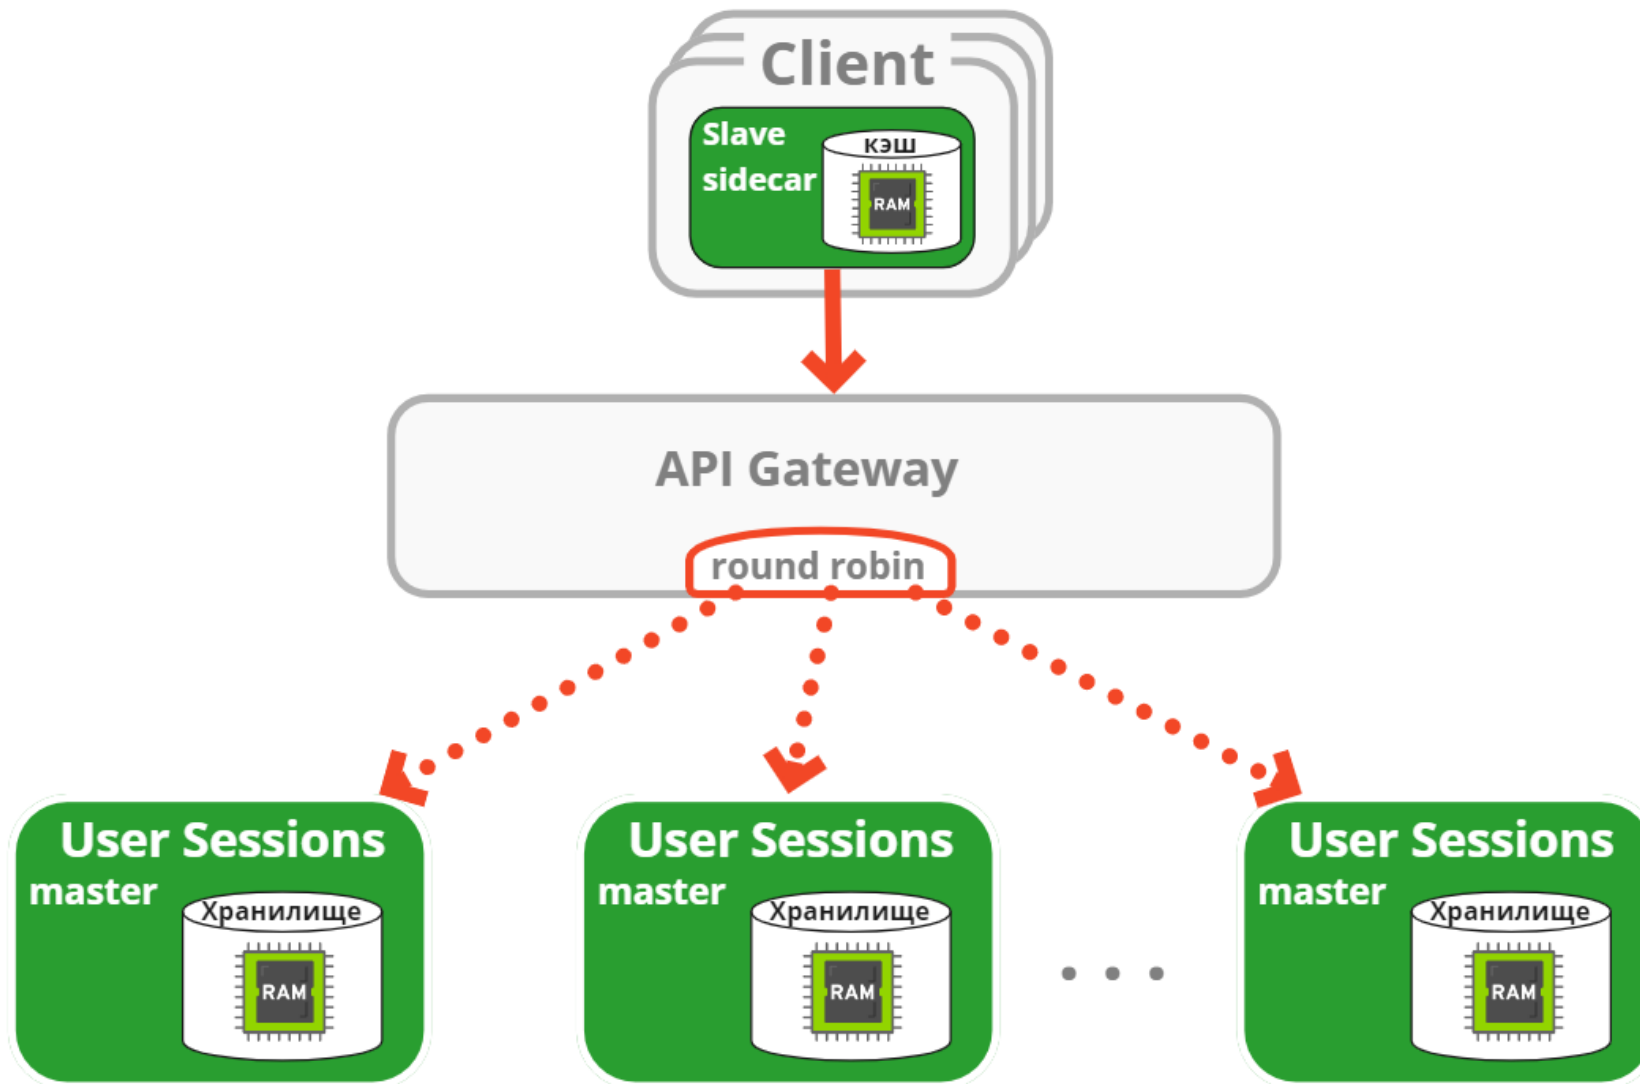 Client
Slave
sidecar
кэш
RAM
API Gateway
round robin
User Sessions
master
Хранилище
RAM
User Sessions
master
Хранилище
RAM
User Sessions
master
Хранилище
RAM